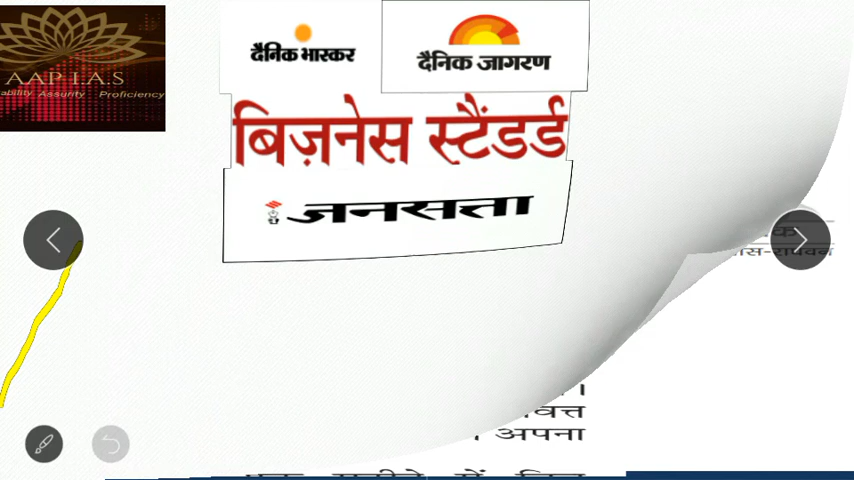 AAP I.A.S
ability Assurity Proficiency
दैनिक भास्कर
दैनिक जागरण
बिज़नेस स्टैंडर्ड
जनसत्ता
। अपना